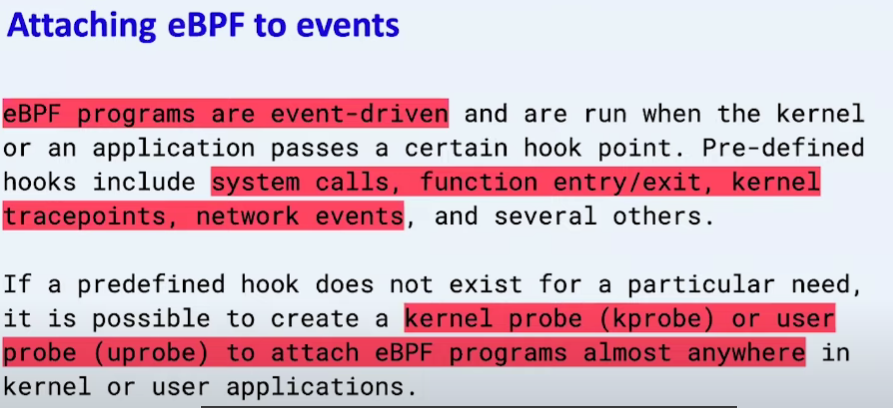 Attaching eBPF to events
eBPF programs are event-driven and are run when the kernel
or an application passes a certain hook point. Pre-defined
hooks include system calls, function entry/exit, kernel
tracepoints, network events, and several others.
If a predefined hook does not exist for a particular need,
it is possible to create a kernel probe (kprobe) or user
probe (uprobe) to attach eBPF programs almost anywhere in
kernel or user applications.